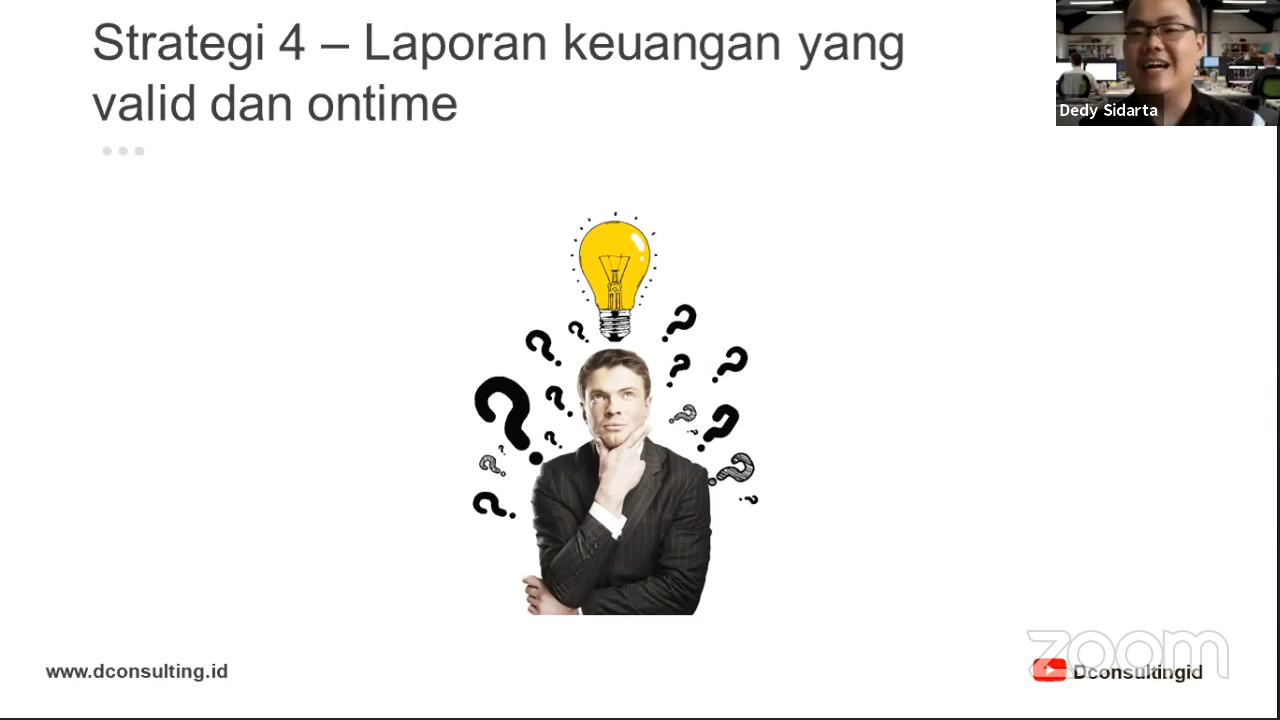 Strategi 4 – Laporan keuangan yang
valid dan ontime
Dedy Sidarta
www.dconsulting.id
zoom
Dconsultingid